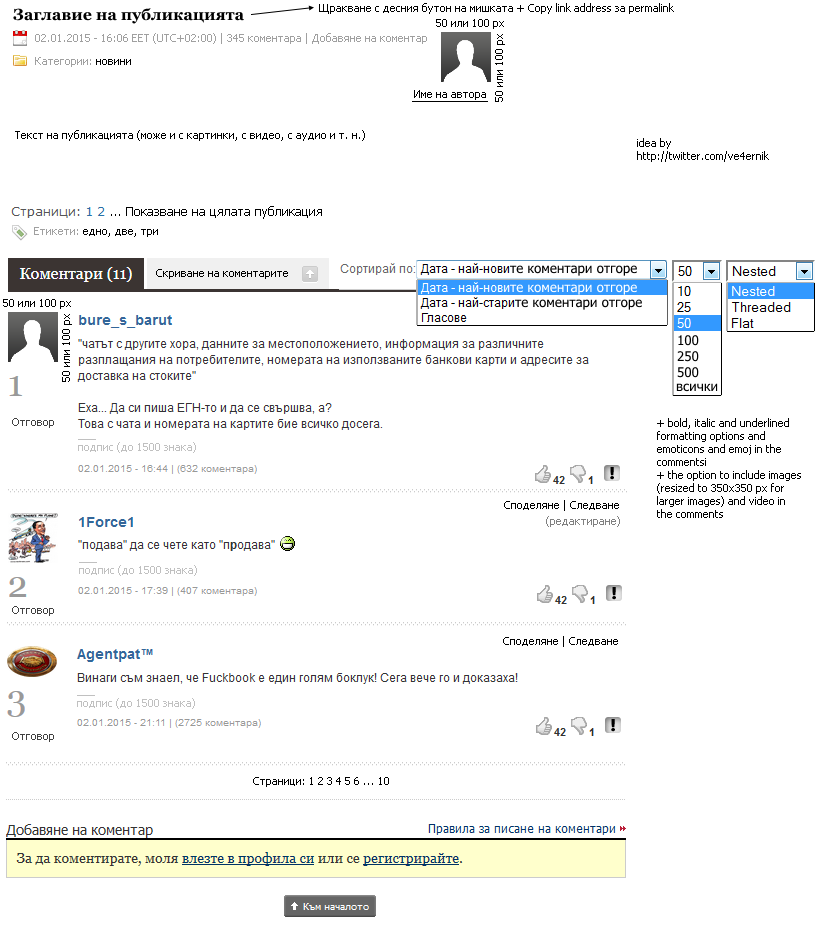 Заглавие на публикацията
Щракване с десния бутон на мишката + Copy link address за permalink
02.01.2015 - 16:06 EET (UTC+02:00) | 345 коментара | Добавяне на коментар
50 или 100 px
50 или 100 px
Категории: новини
Име на автора
Текст на публикацията (може и с картинки, с видео, с аудио и т. н.)
idea by
http://twitter.com/ve4ernik
Страници: 1 2 ... Показване на цялата публикация
Етикети: едно, две, три
Коментари (11)
Скриване на коментарите
Сортирай по:
Дата - най-новите коментари отгоре
Дата - най-новите коментари отгоре
Дата - най-старите коментари отгоре
Гласове
50
10
25
50
100
250
500
всички
Nested
Nested
Threaded
Flat
50 или 100 px
50 или 100 px
bure_s_barut
"чатът с другите хора, данните за местоположението, информация за различните
разплащания на потребителите, номерата на използваните банкови карти и адресите за
доставка на стоките"
1
Отговор
Еха... Да си пиша ЕГН-то и да се свършва, а?
Това с чата и номерата на картите бие всичко досега.
подпис (до 1500 знака)
02.01.2015 - 16:44 | (632 коментара)
42
1
+ bold, italic and underlined
formatting options and
emoticons and emoj in the
commentsi
+ the option to include images
(resized to 350x350 px for
larger images) and video in
the comments
Споделяне | Следване
(редактиране)
1Force1
"подава" да се чете като "продава"
подпис (до 1500 знака)
2
02.01.2015 - 17:39 | (407 коментара)
42
1
Отговор
Споделяне | Следване
Agentpat™
Винаги съм знаел, че Fuckbook е един голям боклук! Сега вече го и доказаха!
подпис (до 1500 знака)
3
02.01.2015 - 21:11 | (2725 коментара)
42
1
Отговор
Страници: 1 2 3 4 5 6 ... 10
Добавяне на коментар
Правила за писане на коментари
За да коментирате, моля влезте в профила си или се регистрирайте.
Към началото